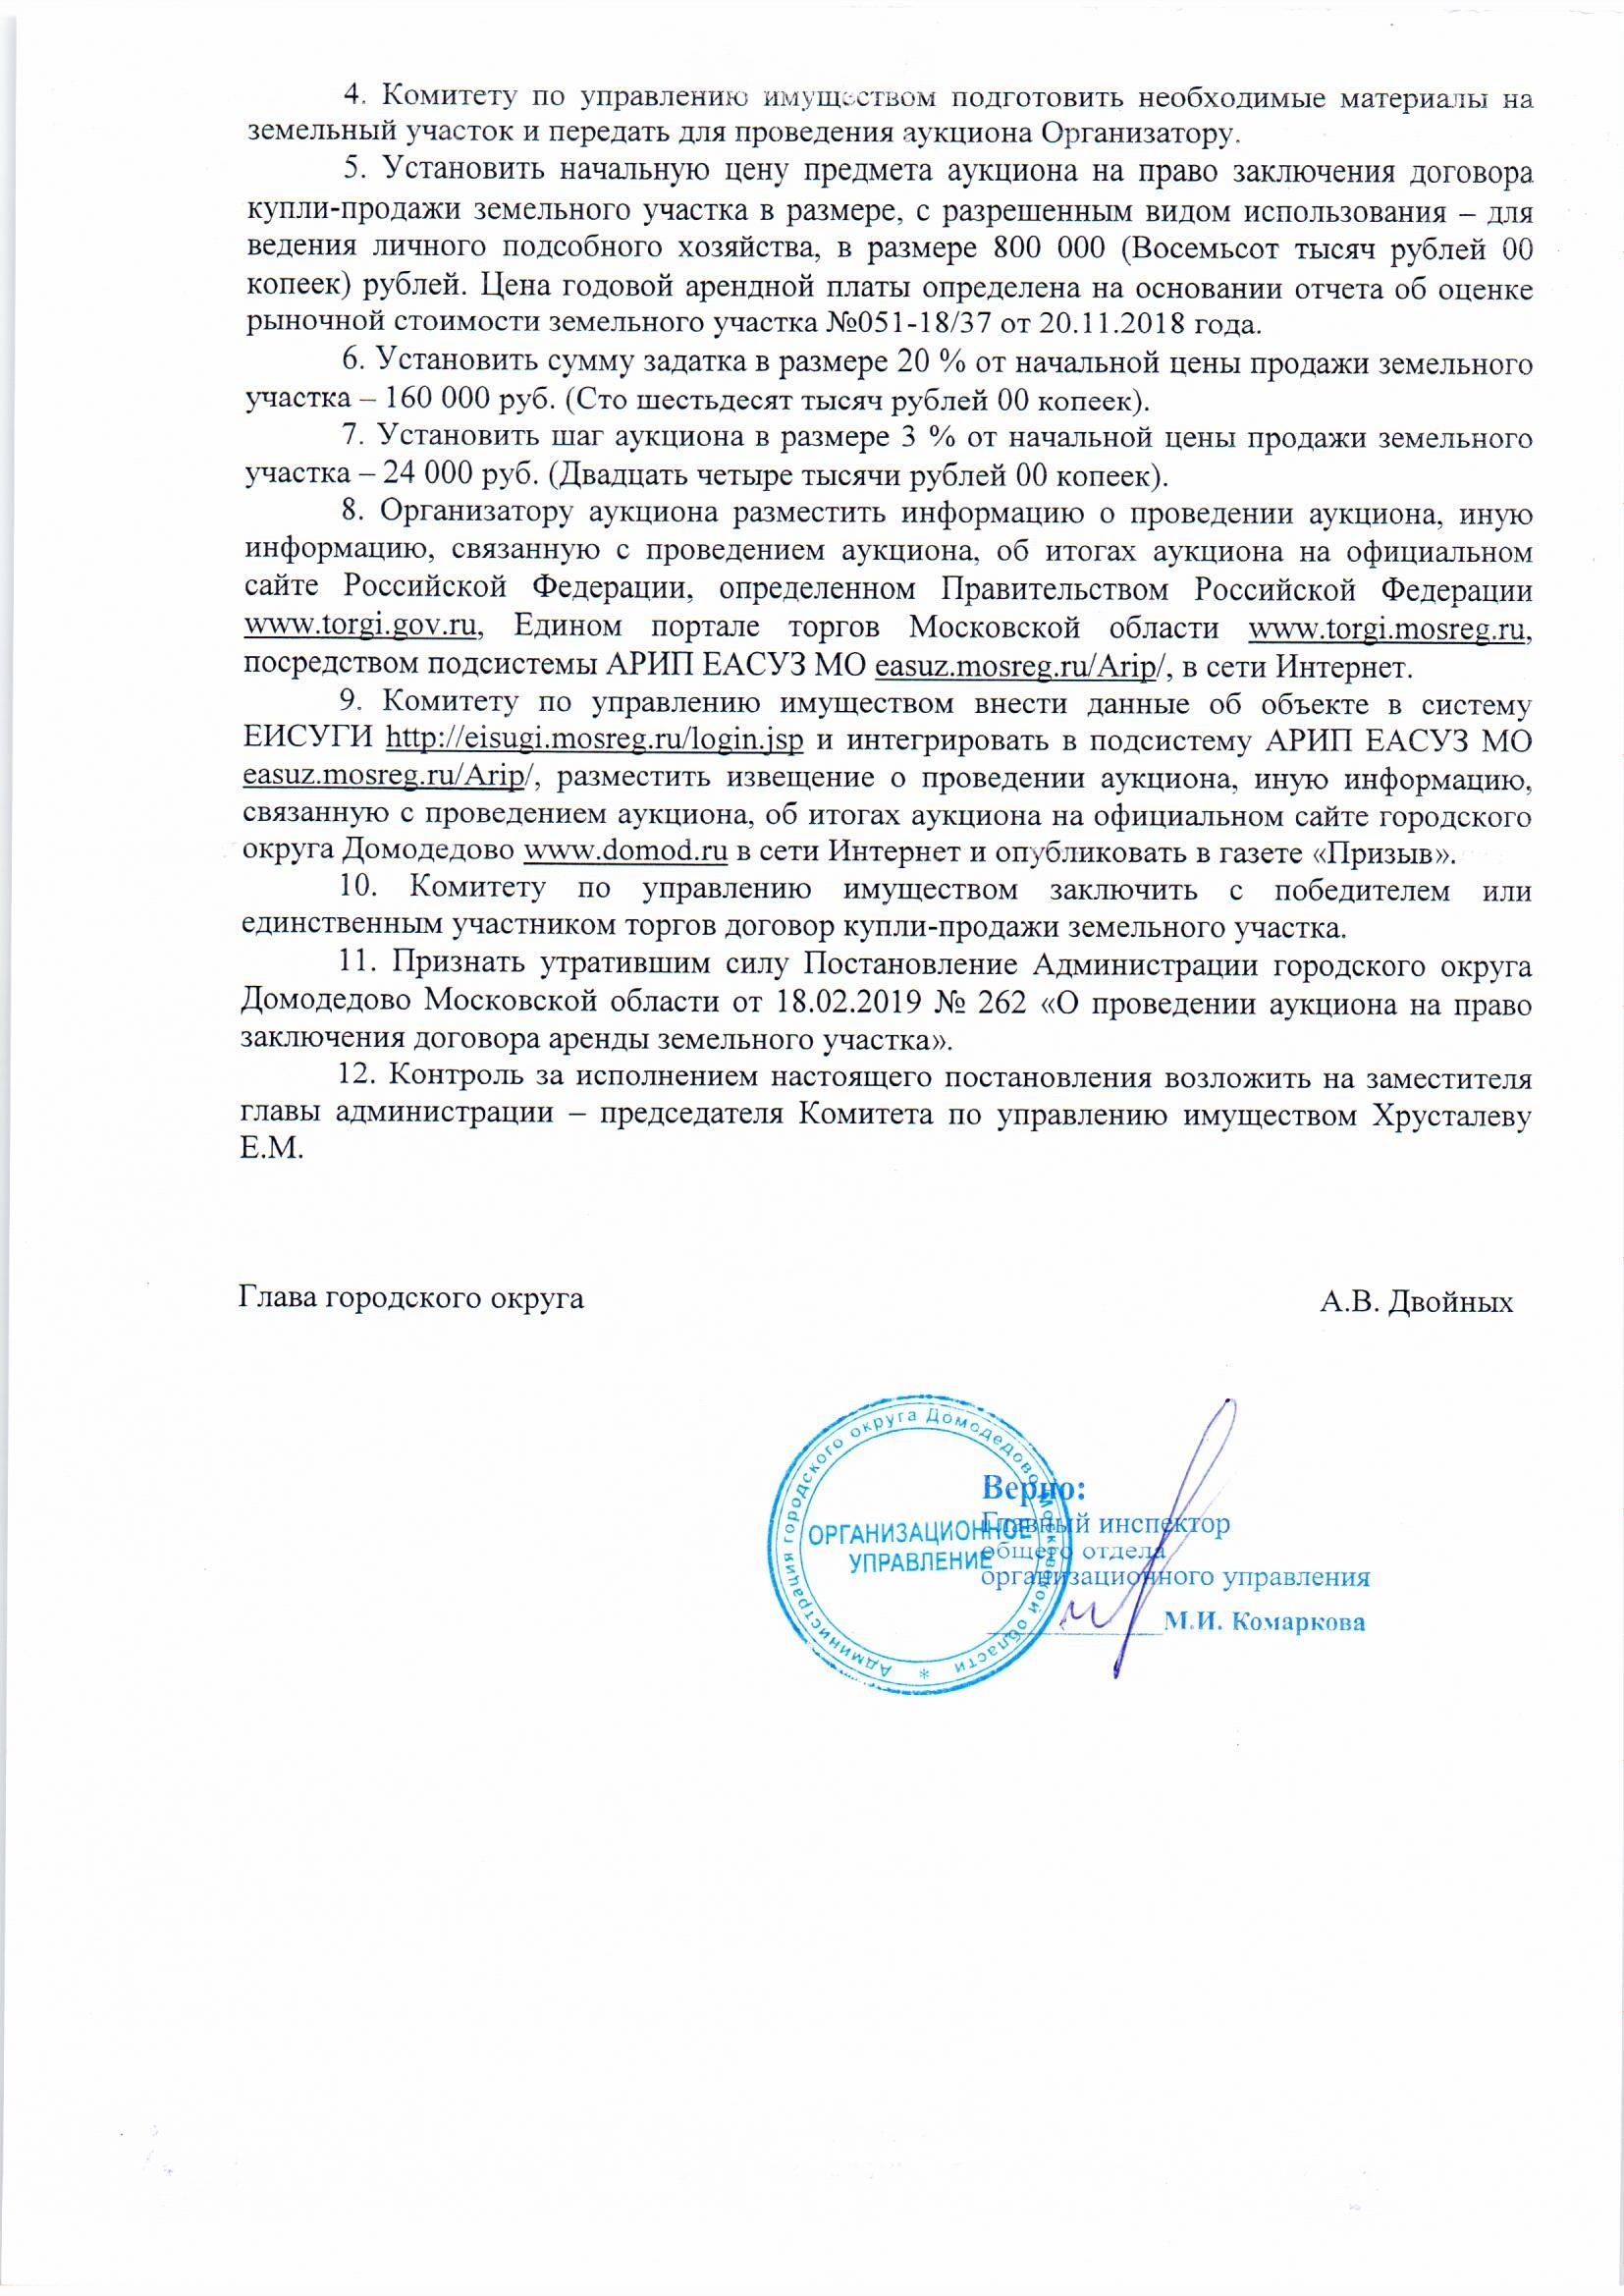 4. Комитету по управлению имуществом подготовить необходимые материалы на
земельный участок и передать для проведения аукциона Организатору.
5. Установить начальную цену предмета аукциона на право заключения договора
купли-продажи земельного участка в размере, с разрешенным видом использования – для
ведения личного подсобного хозяйства, в размере 800 000 (Восемьсот тысяч рублей 00
копеек) рублей. Цена годовой арендной платы определена на основании отчета об оценке
рыночной стоимости земельного участка №051-18/37 от 20.11.2018 года.
6. Установить сумму задатка в размере 20 % от начальной цены продажи земельного
участка – 160 000 руб. (Сто шестьдесят тысяч рублей 00 копеек).
7. Установить шаг аукциона в размере 3 % от начальной цены продажи земельного
участка – 24 000 руб. (Двадцать четыре тысячи рублей 00 копеек).
8. Организатору аукциона разместить информацию о проведении аукциона, иную
информацию, связанную с проведением аукциона, об итогах аукциона на официальном
сайте Российской Федерации, определенном Правительством Российской Федерации
www.torgi.gov.ru, Едином портале торгов Московской области www.torgi.mosreg.ru,
посредством подсистемы АРИП ЕАСУЗ МО easuz.mosreg.ru/Arip/, в сети Интернет.
9. Комитету по управлению имуществом внести данные об объекте в систему
ЕИСУГИ http://eisugi.mosreg.ru/login.jsp и интегрировать в подсистему АРИП ЕАСУЗ МО
easuz.mosreg.ru/Arip/, разместить извещение о проведении аукциона, иную информацию,
связанную с проведением аукциона, об итогах аукциона на официальном сайте городского
округа Домодедово www.domod.ru в сети Интернет и опубликовать в газете «Призыв».
10. Комитету по управлению имуществом заключить с победителем или
единственным участником торгов договор купли-продажи земельного участка.
11. Признать утратившим силу Постановление Администрации городского округа
Домодедово Московской области от 18.02.2019 № 262 «О проведении аукциона на право
заключения договора аренды земельного участка».
12. Контроль за исполнением настоящего постановления возложить на заместителя
главы администрации – председателя Комитета по управлению имуществом Хрусталеву
Е.М.
Глава городского округа А.В. Двойных
Администрация городского округа Домодедово Московской области *
ОРГАНИЗАЦИОННОЕ
УПРАВЛЕНИЕ
Верно:
Главный инспектор
общего отдела
организационного управления
М.И. Комаркова